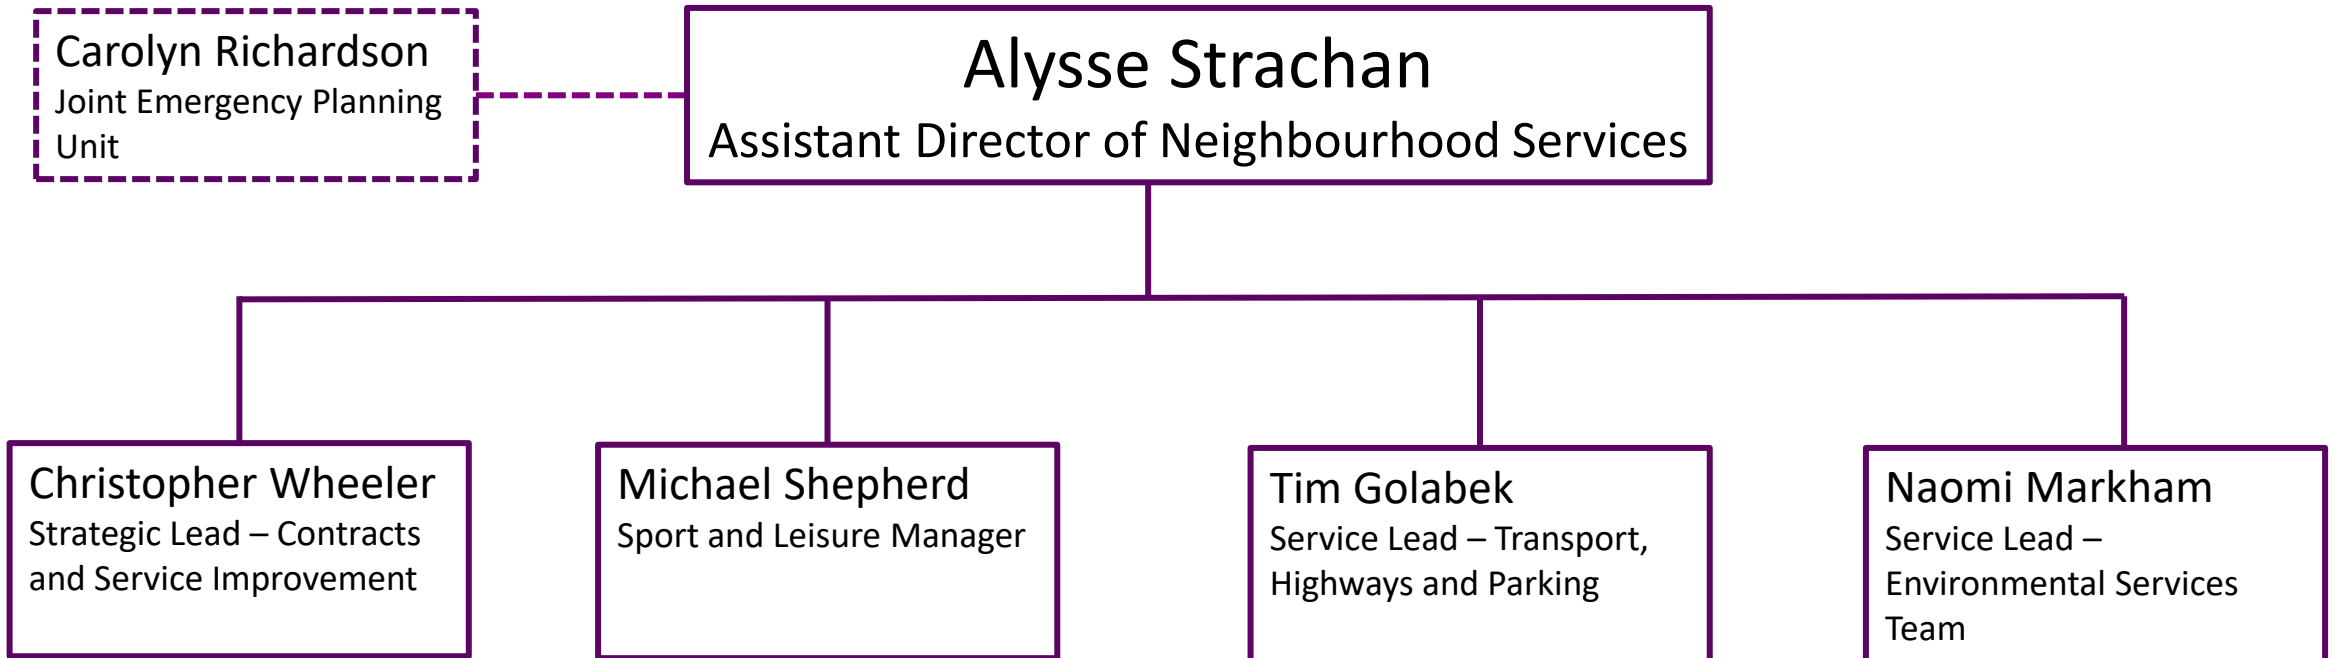 Carolyn Richardson
Joint Emergency Planning
Unit
Alysse Strachan
Assistant Director of Neighbourhood Services
Christopher Wheeler
Strategic Lead – Contracts
and Service Improvement
Michael Shepherd
Sport and Leisure Manager
Tim Golabek
Service Lead – Transport,
Highways and Parking
Naomi Markham
Service Lead –
Environmental Services
Team